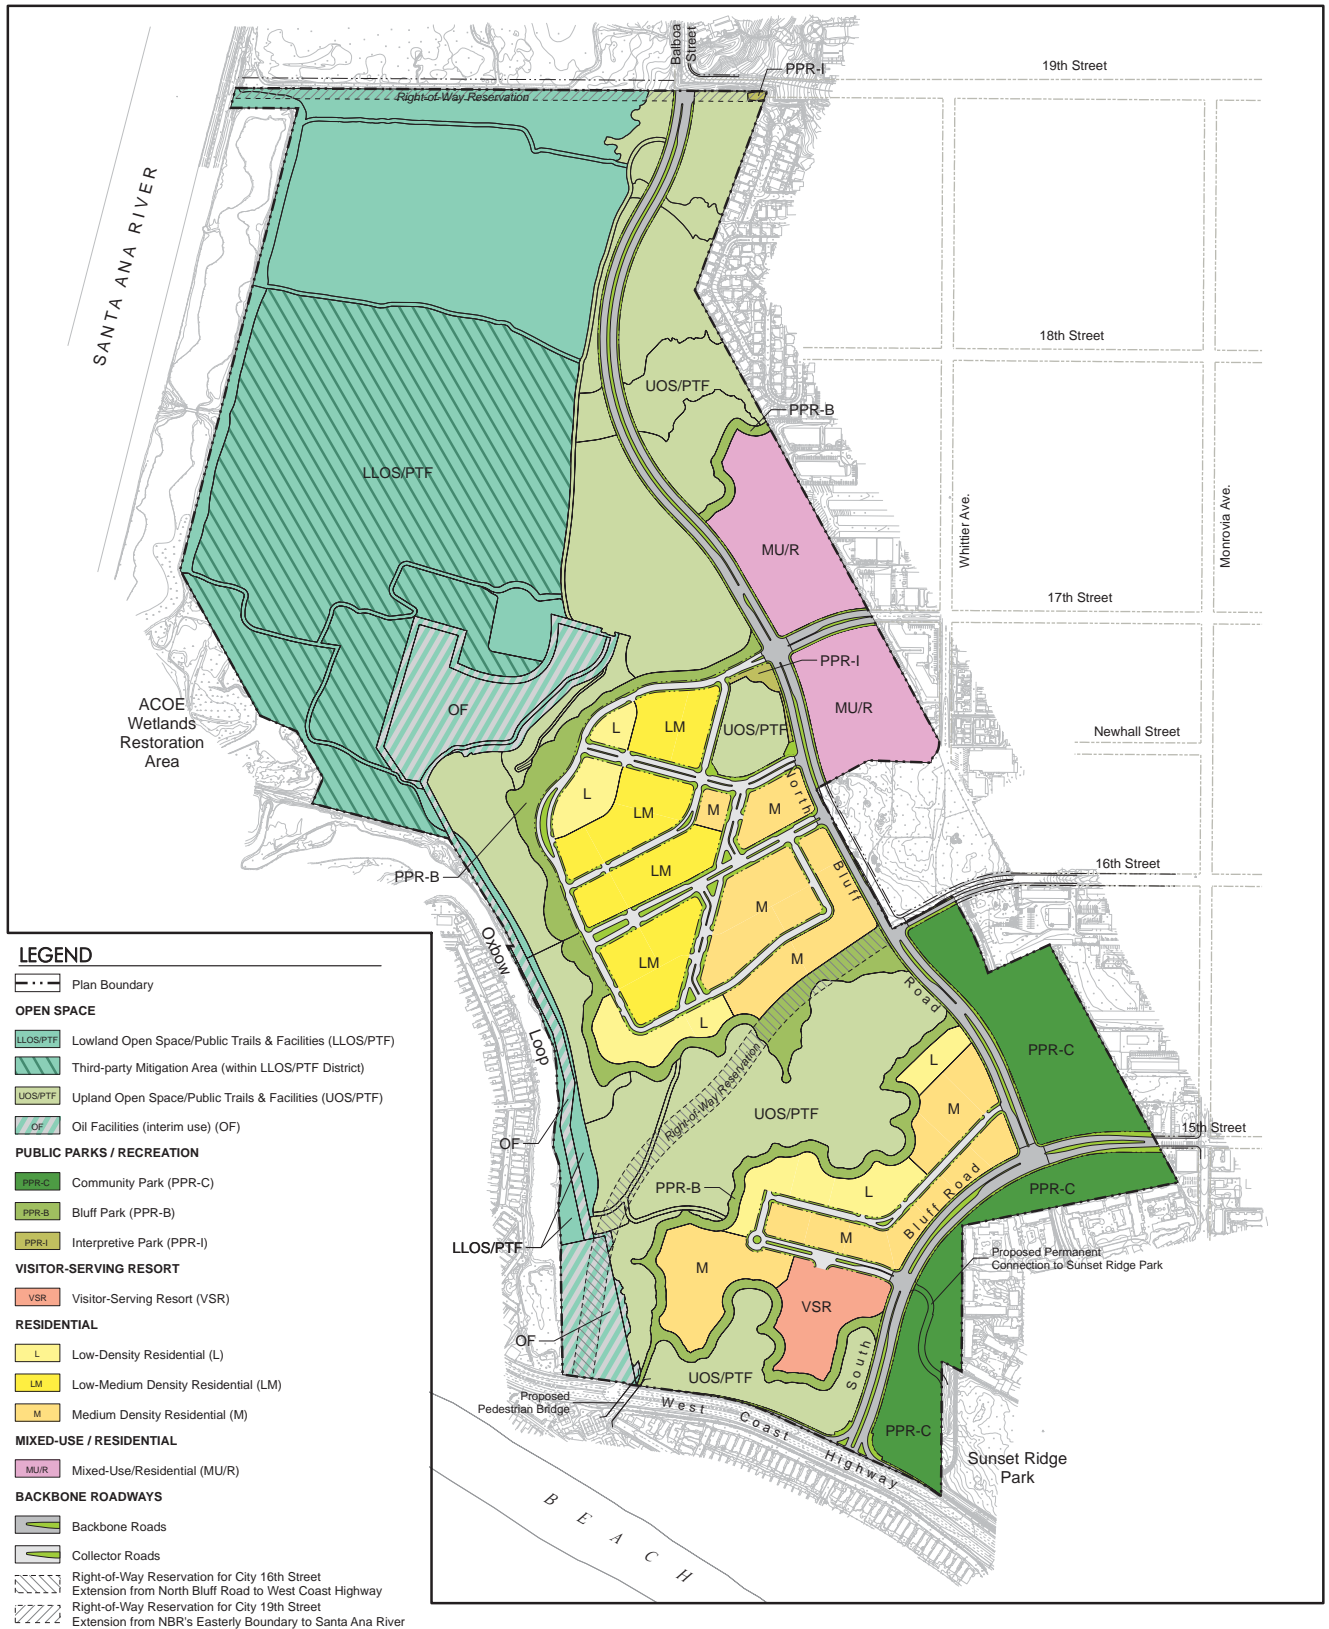 Balboa
Street
PPR-I
19th Street
Right-of-Way Reservation
SANTA ANA RIVER
18th Street
UOS/PTF
PPR-B
LLOS/PTF
Whittier Ave.
Monrovia Ave.
MU/R
17th Street
PPR-I
MU/R
ACOE
Wetlands
Restoration
Area
OF
L
LM
UOS/PTF
Newhall Street
North
L
LM
M
M
Bluff
16th Street
PPR-B
LM
M
Oxbow
LM
M
Road
L
Loop
PPR-C
L
Right-of-Way Reservation
M
UOS/PTF
15th Street
OF
PPR-B
L
PPR-C
Bluff Road
M
LLOS/PTF
Proposed Permanent
Connection to Sunset Ridge Park
M
VSR
OF
South
UOS/PTF
Proposed
Pedestrian Bridge
West Coast Highway
PPR-C
Sunset Ridge
Park
BEACH
LEGEND
Plan Boundary
OPEN SPACE
LLOS/PTF Lowland Open Space/Public Trails & Facilities (LLOS/PTF)
Third-party Mitigation Area (within LLOS/PTF District)
UOS/PTF Upland Open Space/Public Trails & Facilities (UOS/PTF)
OF Oil Facilities (interim use) (OF)
PUBLIC PARKS / RECREATION
PPR-C Community Park (PPR-C)
PPR-B Bluff Park (PPR-B)
PPR-I Interpretive Park (PPR-I)
VISITOR-SERVING RESORT
VSR Visitor-Serving Resort (VSR)
RESIDENTIAL
L Low-Density Residential (L)
LM Low-Medium Density Residential (LM)
M Medium Density Residential (M)
MIXED-USE / RESIDENTIAL
MU/R Mixed-Use/Residential (MU/R)
BACKBONE ROADWAYS
Backbone Roads
Collector Roads
Right-of-Way Reservation for City 16th Street
Extension from North Bluff Road to West Coast Highway
Right-of-Way Reservation for City 19th Street
Extension from NBR's Easterly Boundary to Santa Ana River